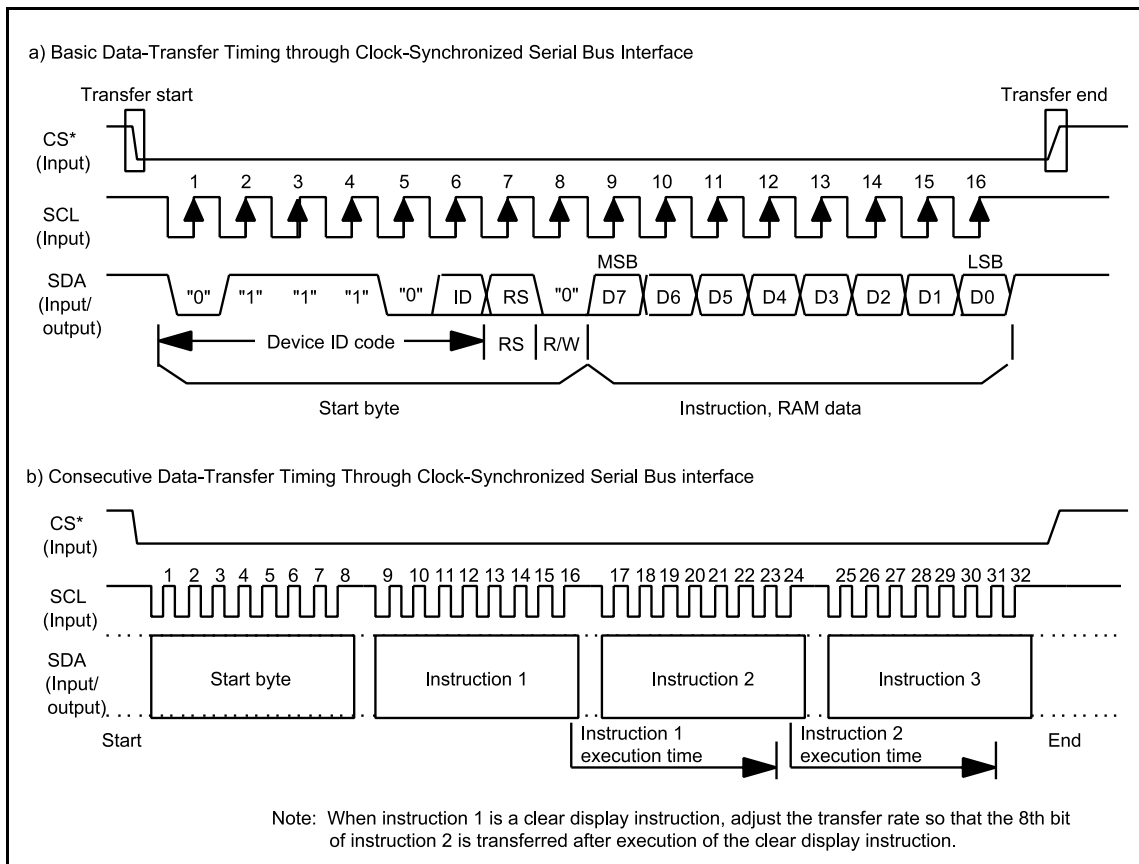 a) Basic Data-Transfer Timing through Clock-Synchronized Serial Bus Interface
Transfer start
Transfer end
CS*
(Input)
1 2 3 4 5 6 7 8 9 10 11 12 13 14 15 16
SCL
(Input)
MSB
LSB
SDA
(Input/
output)
"0" "1" "1" "1" "0" ID RS "0" D7 D6 D5 D4 D3 D2 D1 D0
Device ID code RS R/W
Start byte
Instruction, RAM data
b) Consecutive Data-Transfer Timing Through Clock-Synchronized Serial Bus interface
CS*
(Input)
1 2 3 4 5 6 7 8 9 10 11 12 13 14 15 16 17 18 19 20 21 22 23 24 25 26 27 28 29 30 31 32
SCL
(Input)
SDA
(Input/
output)
Start byte
Instruction 1
Instruction 2
Instruction 3
Start
Instruction 1
execution time
Instruction 2
execution time
End
Note: When instruction 1 is a clear display instruction, adjust the transfer rate so that the 8th bit
of instruction 2 is transferred after execution of the clear display instruction.